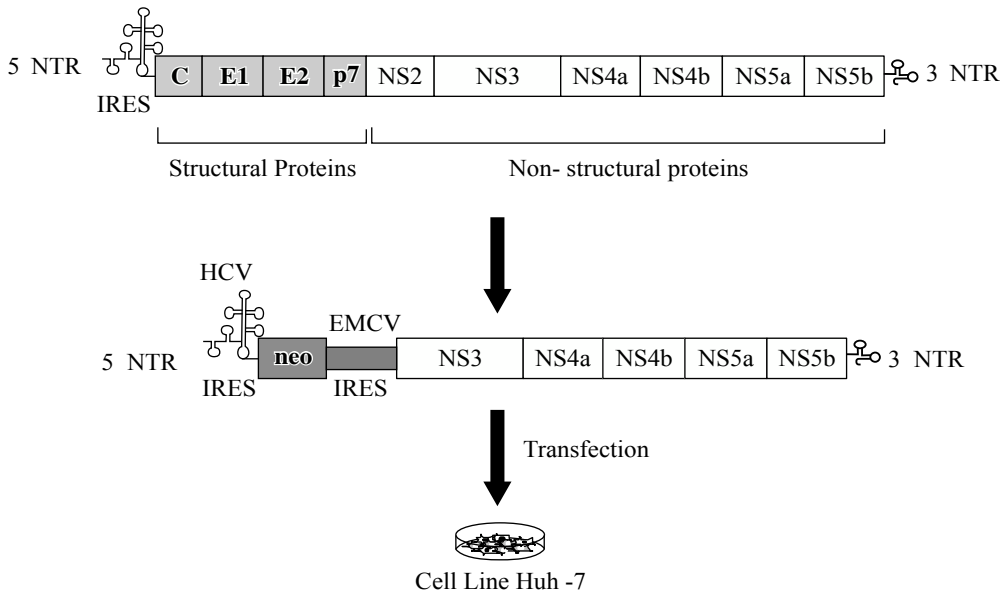 5 NTR
IRES
C E1 E2 p7 NS2 NS3 NS4a NS4b NS5a NS5b
3 NTR
Structural Proteins
Non- structural proteins
HCV
EMCV
5 NTR
IRES
neo
IRES
NS3 NS4a NS4b NS5a NS5b
3 NTR
Transfection
Cell Line Huh -7